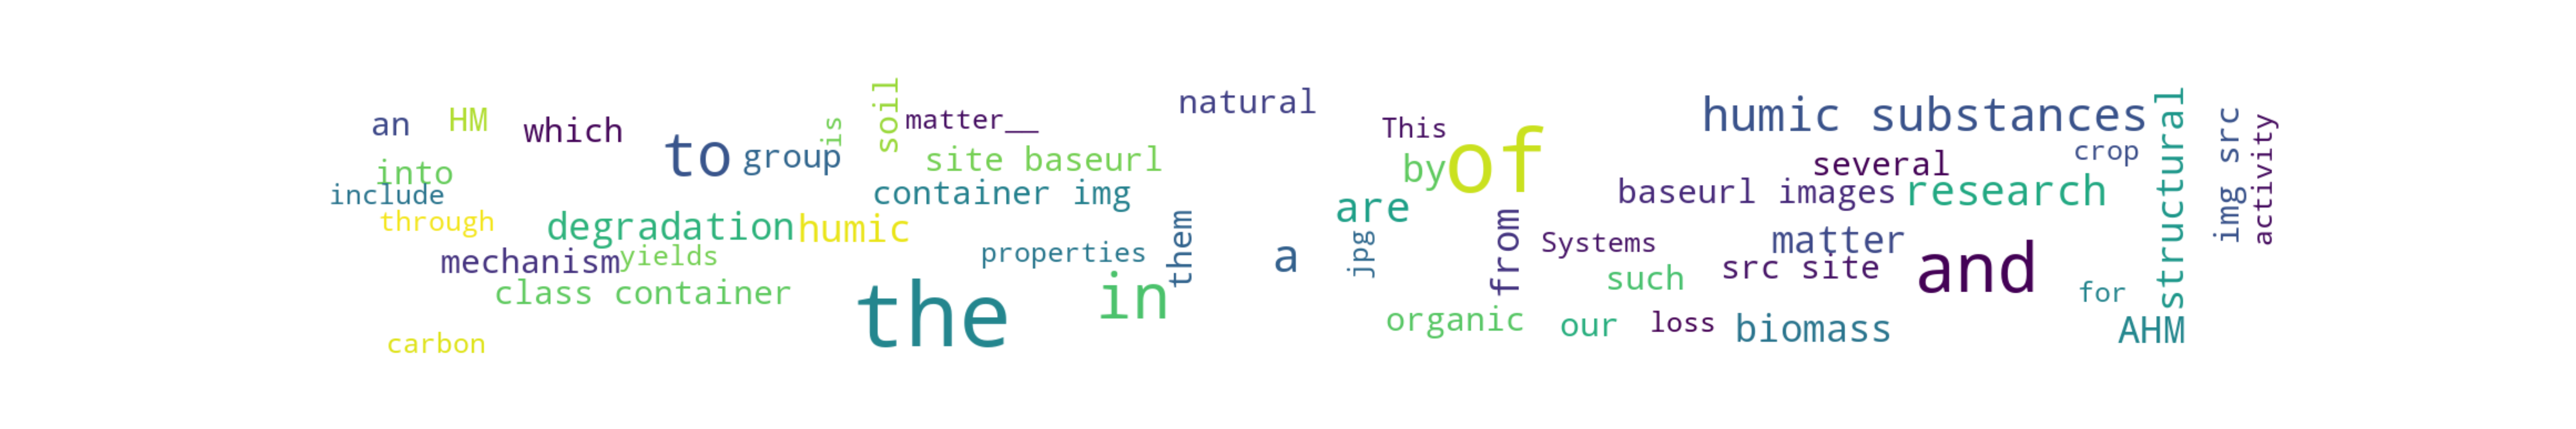 an
HM
which
to
group
is
soil
matter__
natural
This
of
humic substances
structural
img src
activity
into
include
site baseurl
container img
by
several
crop
baseurl images
research
through
degradation
humic
are
them
properties
a
jpg
from
Systems
matter
mechanism
yields
such
src site
and
class container
the
in
for
organic
our
loss
biomass
AHM
carbon